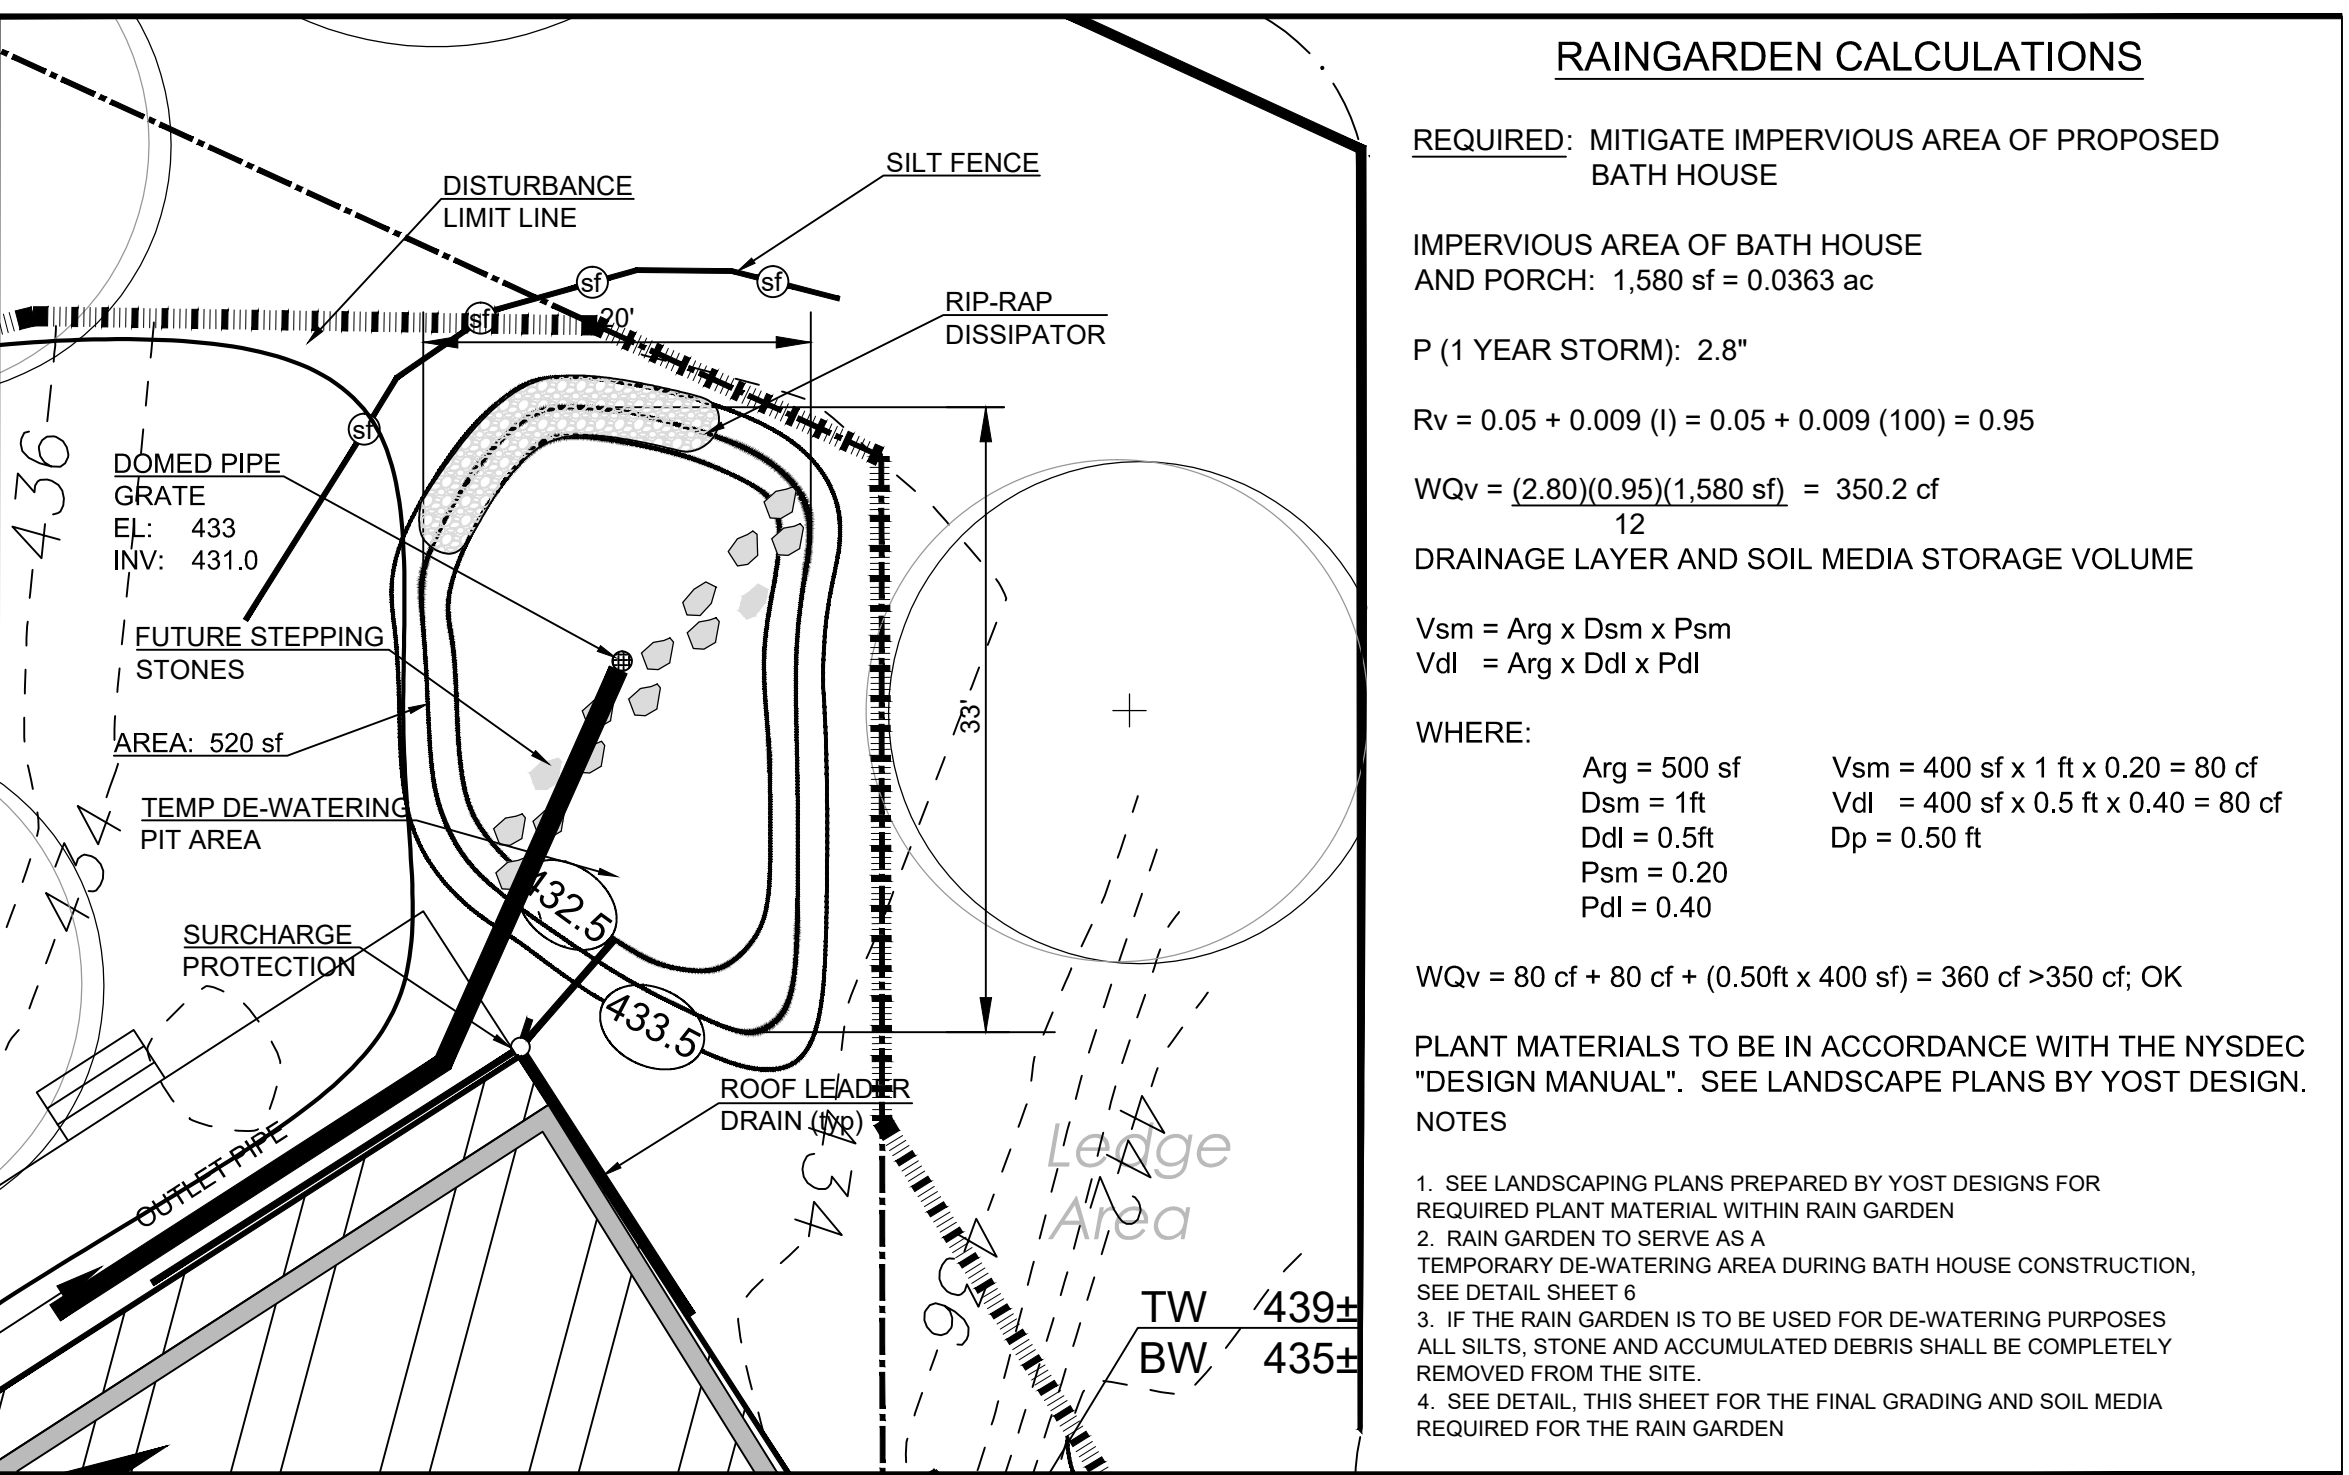 DISTURBANCE
LIMIT LINE
SILT FENCE
sf
sf
sf
sf
20'
RIP-RAP
DISSIPATOR
436
DOMED PIPE
GRATE
EL: 433
INV: 431.0
FUTURE STEPPING
STONES
33'
AREA: 520 sf
TEMP DE-WATERING
PIT AREA
434
432.5
SURCHARGE
PROTECTION
433.5
ROOF LEADER
DRAIN (typ)
OUTLET PIPE
434
Ledge
Area
442
436
TW 439±
BW 435±
RAINGARDEN CALCULATIONS
REQUIRED: MITIGATE IMPERVIOUS AREA OF PROPOSED
BATH HOUSE
IMPERVIOUS AREA OF BATH HOUSE
AND PORCH: 1,580 sf = 0.0363 ac
P (1 YEAR STORM): 2.8"
Rv = 0.05 + 0.009 (I) = 0.05 + 0.009 (100) = 0.95
WQv = (2.80)(0.95)(1,580 sf) = 350.2 cf
12
DRAINAGE LAYER AND SOIL MEDIA STORAGE VOLUME
Vsm = Arg x Dsm x Psm
Vdl = Arg x Ddl x Pdl
WHERE:
Arg = 500 sf Vsm = 400 sf x 1 ft x 0.20 = 80 cf
Dsm = 1ft Vdl = 400 sf x 0.5 ft x 0.40 = 80 cf
Ddl = 0.5ft Dp = 0.50 ft
Psm = 0.20
Pdl = 0.40
WQv = 80 cf + 80 cf + (0.50ft x 400 sf) = 360 cf >350 cf; OK
PLANT MATERIALS TO BE IN ACCORDANCE WITH THE NYSDEC
"DESIGN MANUAL". SEE LANDSCAPE PLANS BY YOST DESIGN.
NOTES
1. SEE LANDSCAPING PLANS PREPARED BY YOST DESIGNS FOR
REQUIRED PLANT MATERIAL WITHIN RAIN GARDEN
2. RAIN GARDEN TO SERVE AS A
TEMPORARY DE-WATERING AREA DURING BATH HOUSE CONSTRUCTION,
SEE DETAIL SHEET 6
3. IF THE RAIN GARDEN IS TO BE USED FOR DE-WATERING PURPOSES
ALL SILTS, STONE AND ACCUMULATED DEBRIS SHALL BE COMPLETELY
REMOVED FROM THE SITE.
4. SEE DETAIL, THIS SHEET FOR THE FINAL GRADING AND SOIL MEDIA
REQUIRED FOR THE RAIN GARDEN